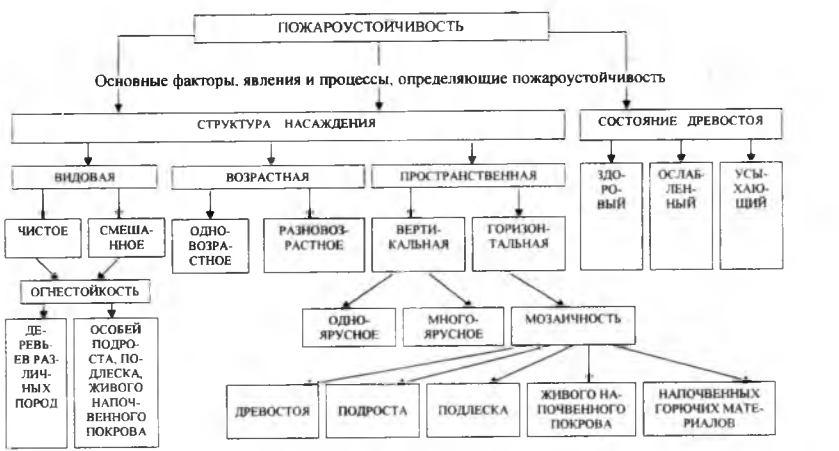 ПОЖАРОУСТОЙЧИВОСТЬ
Основные факторы, явления и процессы, определяющие пожароустойчивость
СТРУКТУРА НАСАЖДЕНИЯ
СОСТОЯНИЕ ДРЕВОСТОЯ
ВИДОВАЯ
ВОЗРАСТНАЯ
ПРОСТРАНСТВЕННАЯ
ЗДО-
РО-
ВЫЙ
ОСЛАБ-
ЛЕН-
НЫЙ
УСЫ-
ХАЮ-
ЩИЙ
ЧИСТОЕ
СМЕША-
ННОЕ
ОДНО-
ВОЗРА-
СТНОЕ
РАЗНОВОЗ-
РАСТНОЕ
ВЕРТИ-
КАЛЬНАЯ
ГОРИЗОН-
ТАЛЬНАЯ
ОГНЕСТОЙКОСТЬ
ОДНО-
ЯРУСНОЕ
МНОГО-
ЯРУСНОЕ
МОЗАИЧНОСТЬ
ДЕ-
РЕВЬ-
ЕВ РАЗ-
ЛИЧ-
НЫХ
ПОРОД
ОСОБЕЙ
ПОДРО-
СТА, ПО-
ДЛЕСКА,
ЖИВОГО
НАПОЧ-
ВЕННОГО
ПОКРОВА
ДРЕВОСТОЯ
ПОДРОСТА
ПОДЛЕСКА
ЖИВОГО НА-
ПОЧВЕННОГО
ПОКРОВА
НАПОЧВЕННЫХ
ГОРЮЧИХ МАТЕ-
РИАЛОВ